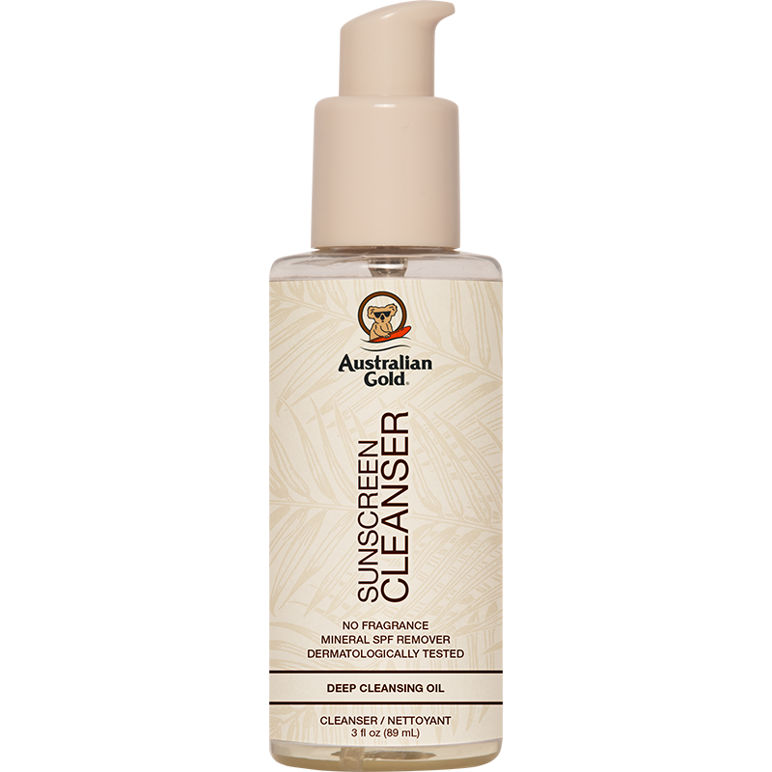 Australian
Gold®
SUNSCREEN
CLEANSER
NO FRAGRANCE
MINERAL SPF REMOVER
DERMATOLOGICALLY TESTED
DEEP CLEANSING OIL
CLEANSER / NETTOYANT
3 fl oz (89 mL)